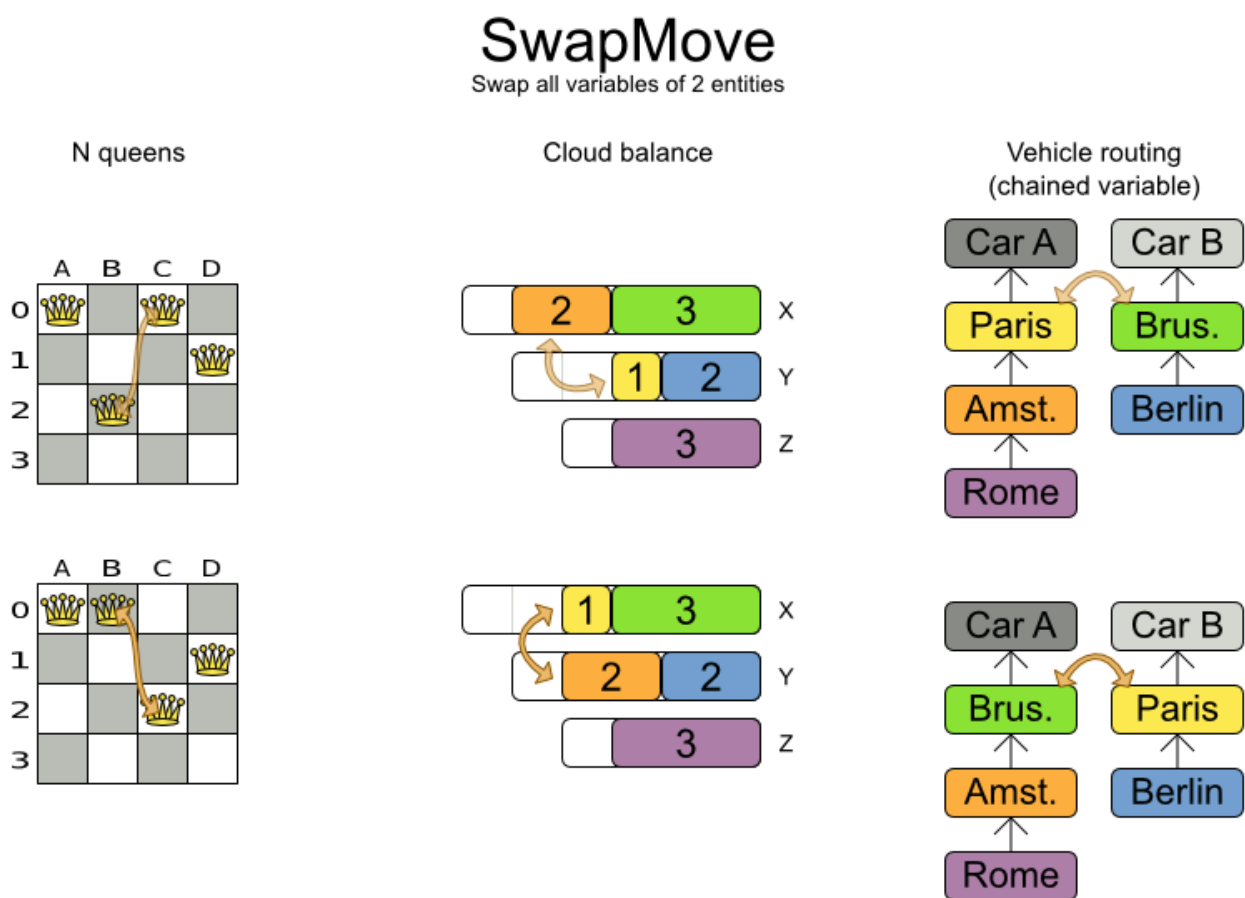 SwapMove
Swap all variables of 2 entities
N queens
Cloud balance
Vehicle routing
(chained variable)
A B C D
0
1
2
3
2 3 X
1 2 Y
3 Z
Car A Car B
Paris Brus.
Amst. Berlin
Rome
A B C D
0
1
2
3
1 3 X
2 2 Y
3 Z
Car A Car B
Brus. Paris
Amst. Berlin
Rome